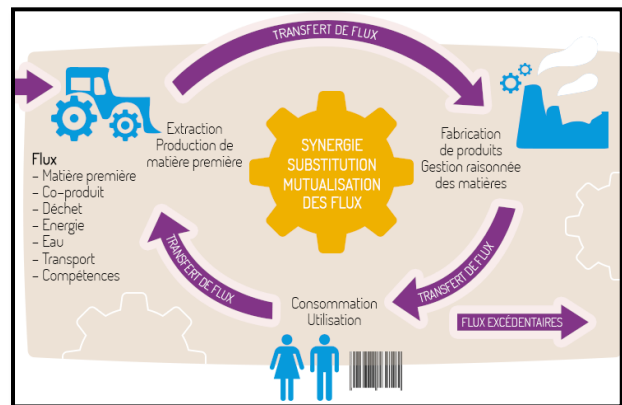 TRANSFERT DE FLUX
Extraction
Production de
matière première
SYNERGIE
SUBSTITUTION
MUTUALISATION
DES FLUX
Fabrication
de produits
Gestion raisonnée
des matières
Flux
– Matière première
– Co-produit
– Déchet
– Energie
– Eau
– Transport
– Compétences
TRANSFERT DE FLUX
TRANSFERT DE FLUX
Consommation
Utilisation
FLUX EXCÉDENTAIRES